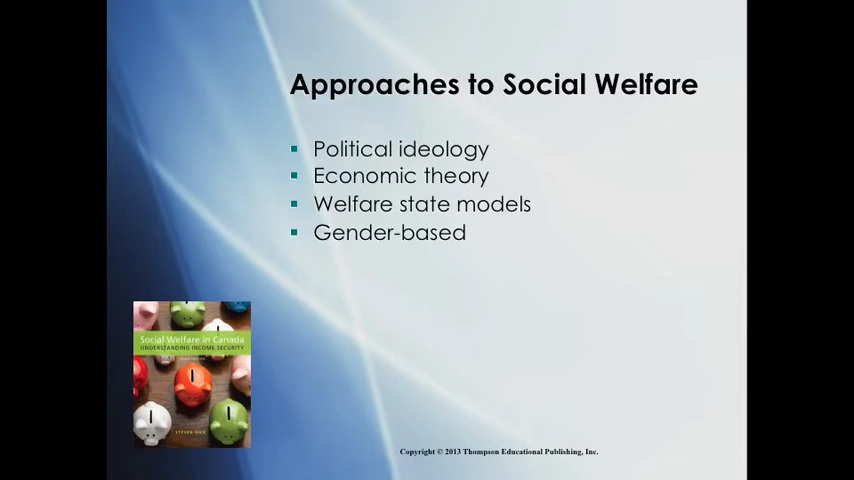 Approaches to Social Welfare
▪ Political ideology
▪ Economic theory
▪ Welfare state models
▪ Gender-based
Social Welfare in Canada
UNDERSTANDING INCOME SECURITY
STEVEN HICK
Copyright © 2013 Thompson Educational Publishing, Inc.